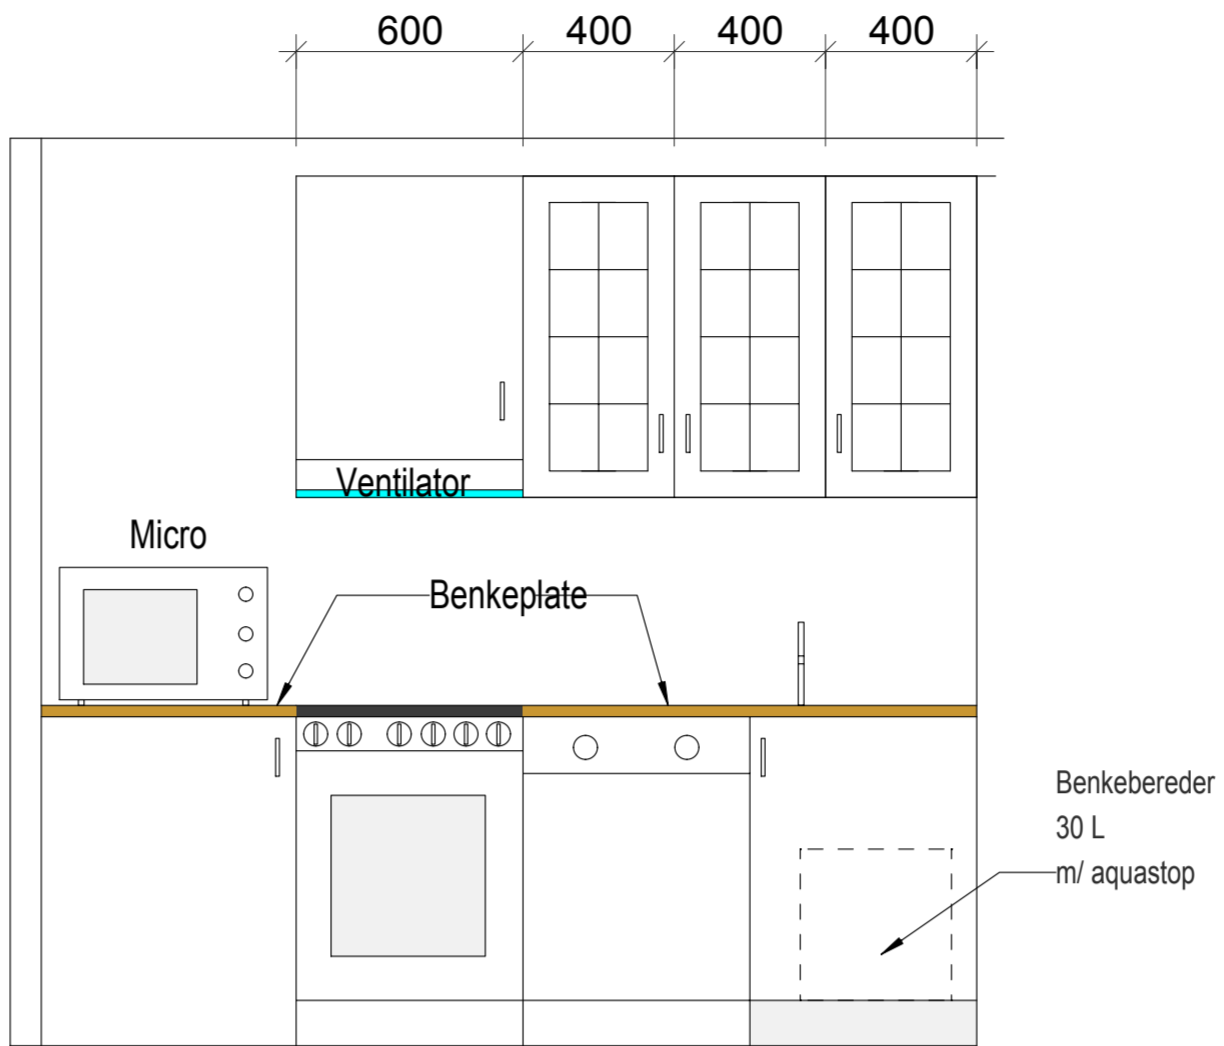 600
400
400
400
Ventilator
Micro
Benkeplate
Benkebereder
30 L
m/ aquastop